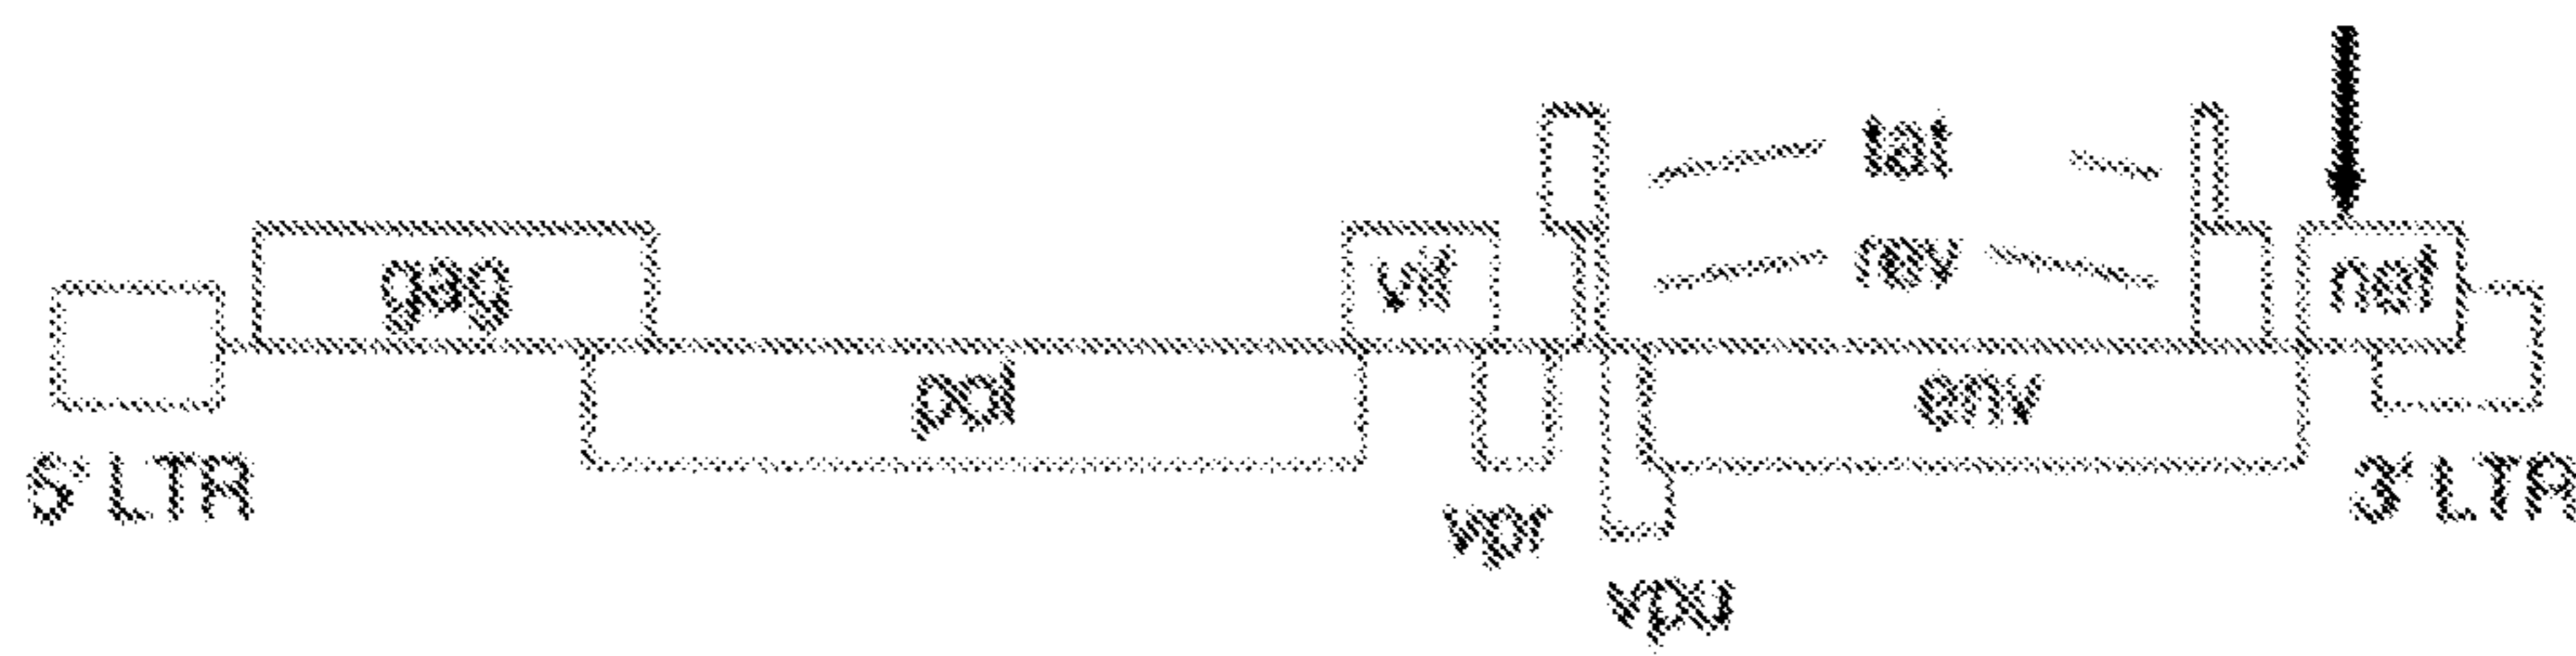 tat
gag
vif
rev
nef
pol
env
5' LTR
3' LTR
vpr
vpu